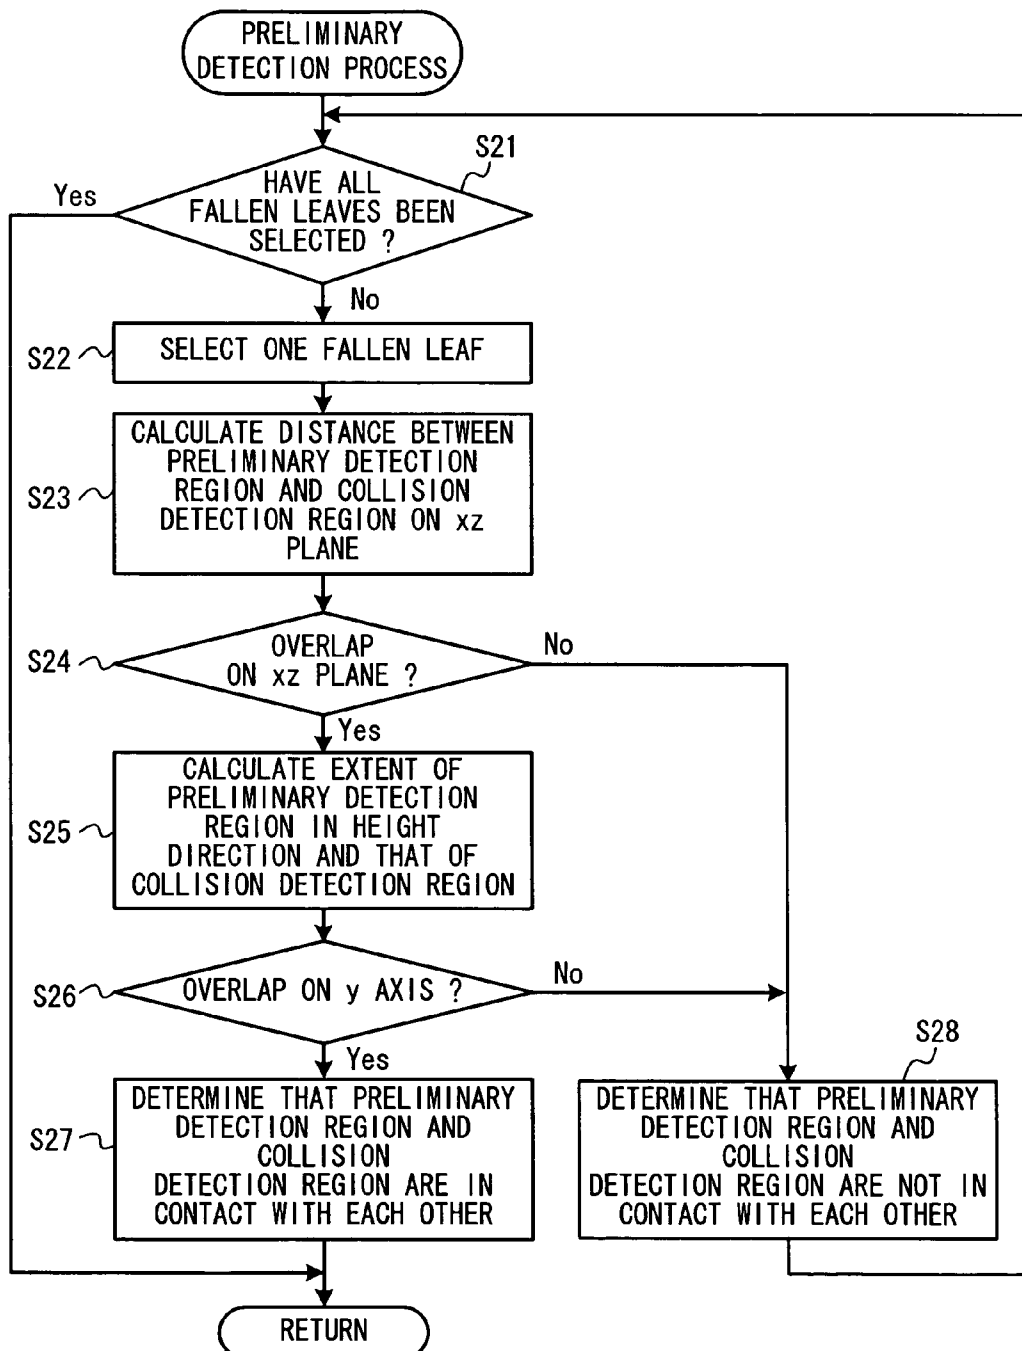 PRELIMINARY
DETECTION PROCESS
S21
Yes
HAVE ALL
FALLEN LEAVES BEEN
SELECTED ?
No
S22
SELECT ONE FALLEN LEAF
S23
CALCULATE DISTANCE BETWEEN
PRELIMINARY DETECTION
REGION AND COLLISION
DETECTION REGION ON xz
PLANE
S24
OVERLAP
ON xz PLANE ?
No
Yes
S25
CALCULATE EXTENT OF
PRELIMINARY DETECTION
REGION IN HEIGHT
DIRECTION AND THAT OF
COLLISION DETECTION REGION
S26
OVERLAP ON y AXIS ?
No
Yes
S27
DETERMINE THAT PRELIMINARY
DETECTION REGION AND
COLLISION
DETECTION REGION ARE IN
CONTACT WITH EACH OTHER
S28
DETERMINE THAT PRELIMINARY
DETECTION REGION AND
COLLISION
DETECTION REGION ARE NOT IN
CONTACT WITH EACH OTHER
RETURN